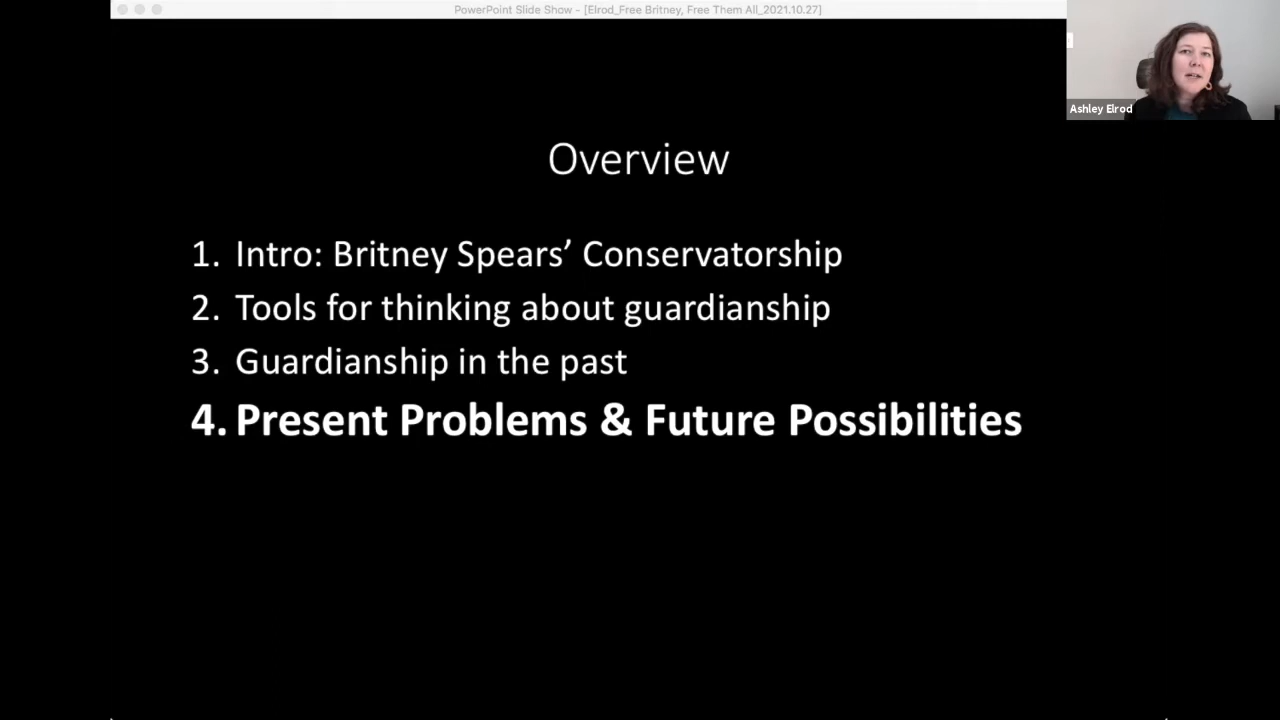 PowerPoint Slide Show - [Elrod_Free Britney, Free Them All_2021.10.27]
Ashley Elrod
Overview
1. Intro: Britney Spears’ Conservatorship
2. Tools for thinking about guardianship
3. Guardianship in the past
4. Present Problems & Future Possibilities